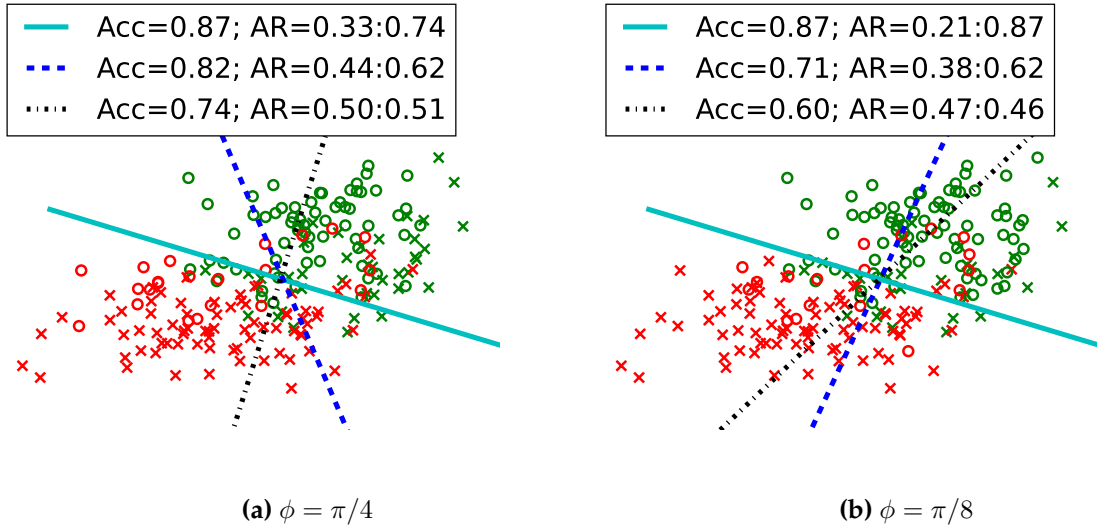 Acc=0.87; AR=0.33:0.74
Acc=0.82; AR=0.44:0.62
Acc=0.74; AR=0.50:0.51
(a) ϕ = π/4
Acc=0.87; AR=0.21:0.87
Acc=0.71; AR=0.38:0.62
Acc=0.60; AR=0.47:0.46
(b) ϕ = π/8